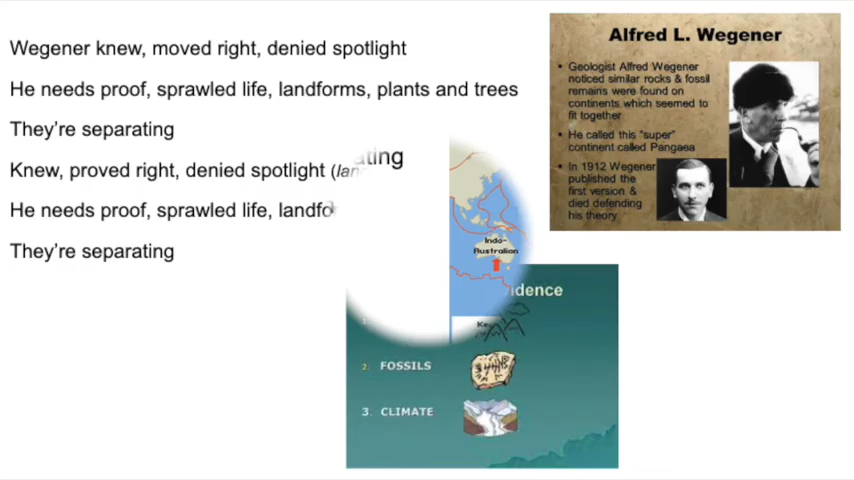 Wegener knew, moved right, denied spotlight
He needs proof, sprawled life, landforms, plants and trees
They're separating
Knew, proved right, denied spotlight
He needs proof, sprawled life,
They're separating
Alfred L. Wegener
• Geologist Alfred Wegener
noticed similar rocks & fossil
remains were found on
continents which seemed to
fit together.
• He called this "super"
continent called Pangaea
• In 1912 Wegener
published the
first version &
died defending
his theory
Indo-
Australian
2. FOSSILS
3. CLIMATE